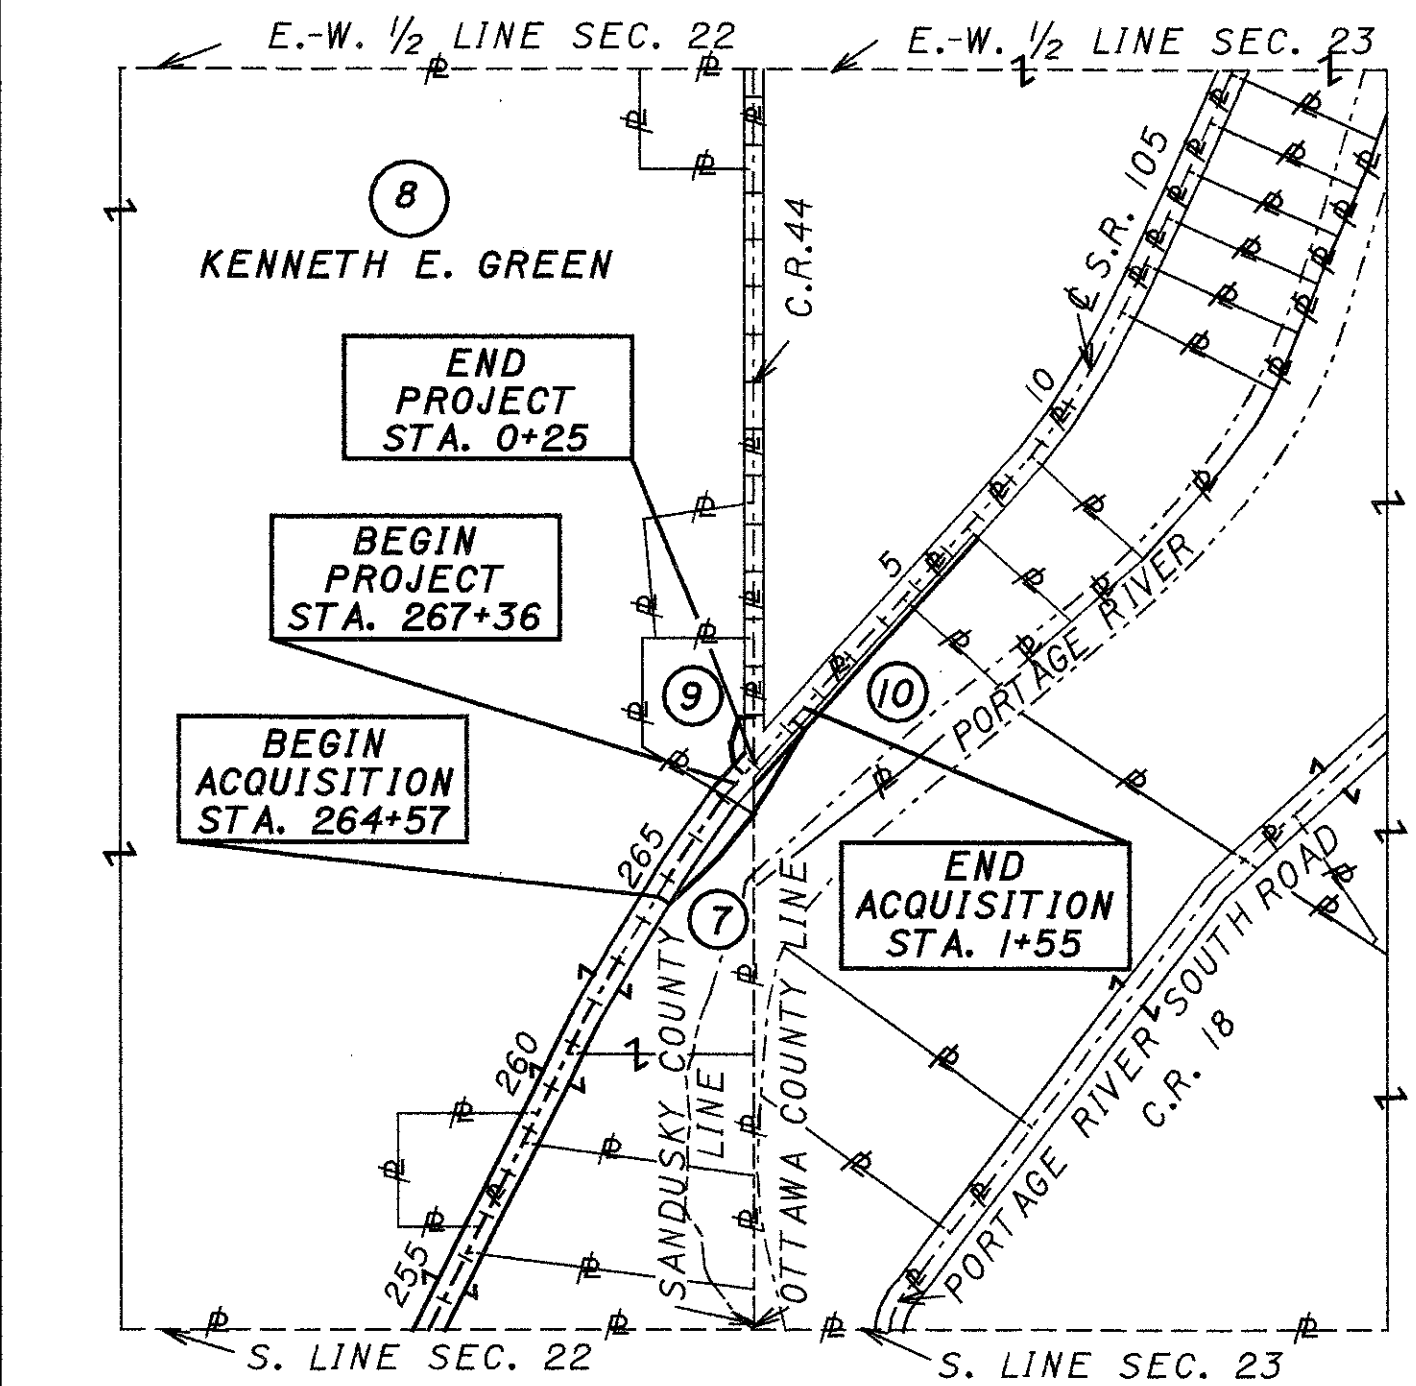 E.-W. 1/2 LINE SEC. 22
E.-W. 1/2 LINE SEC. 23
8
KENNETH E. GREEN
C.R.44
℄ S.R. 105
END
PROJECT
STA. 0+25
10
BEGIN
PROJECT
STA. 267+36
5
PORTAGE RIVER
9
10
BEGIN
ACQUISITION
STA. 264+57
265
7
END
ACQUISITION
STA. 1+55
260
255
SANDUSKY COUNTY
LINE
OTTAWA COUNTY LINE
PORTAGE RIVER SOUTH ROAD
C.R. 18
S. LINE SEC. 22
S. LINE SEC. 23